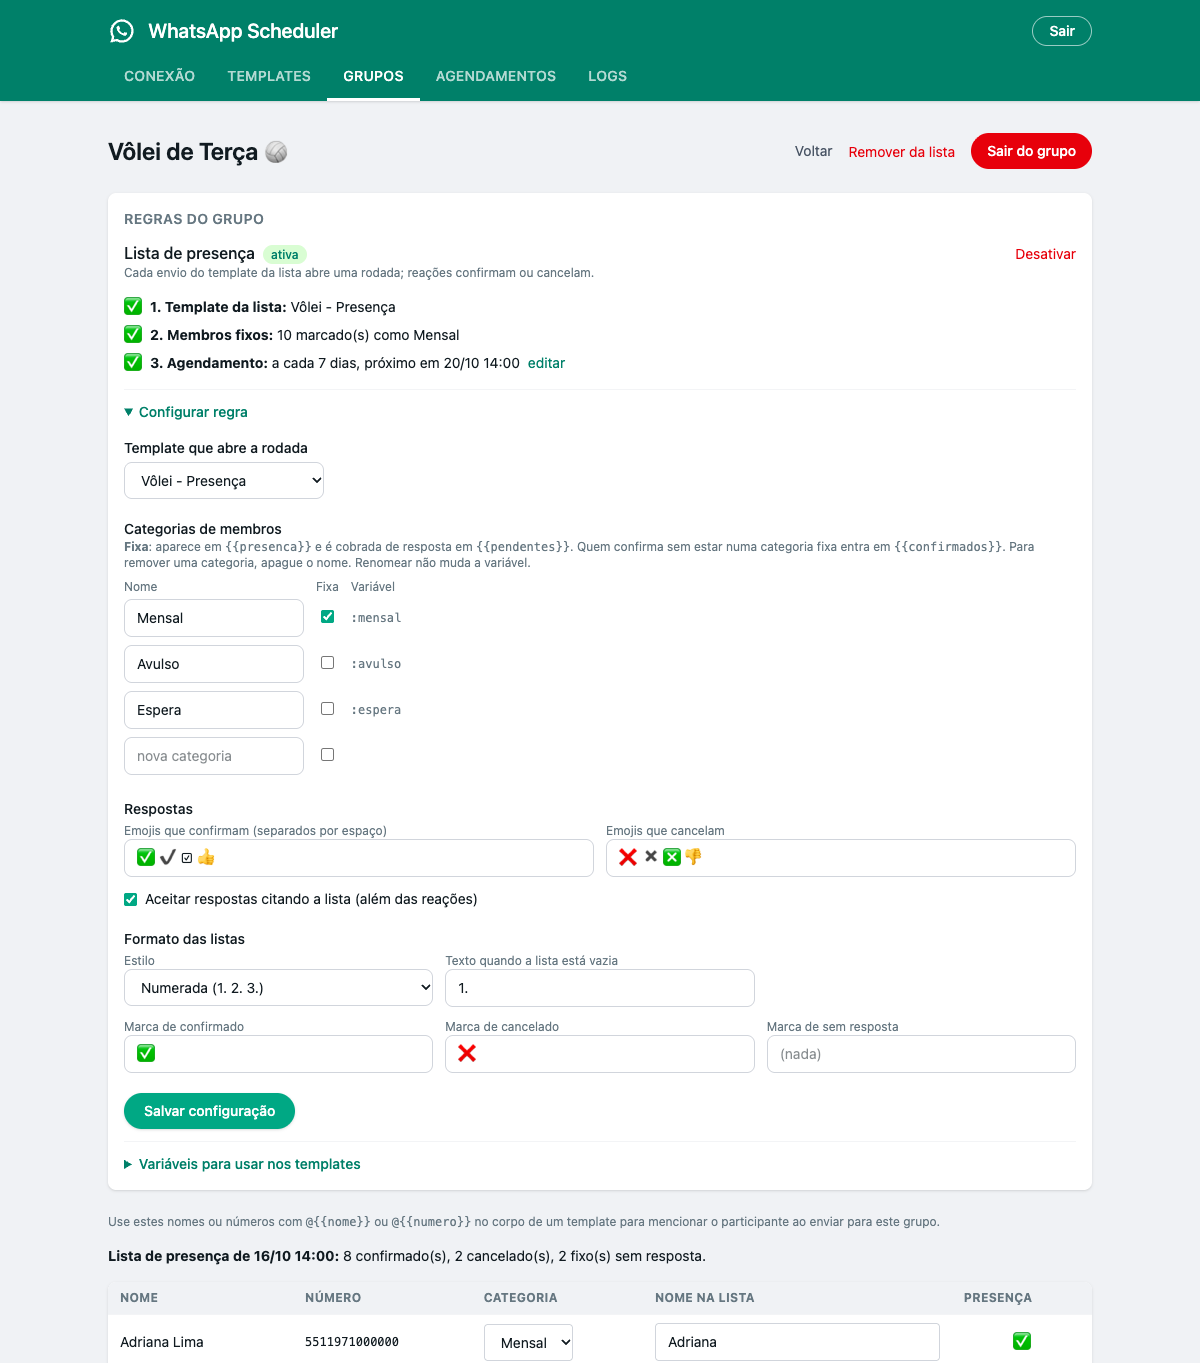 WhatsApp Scheduler
Sair
CONEXÃO TEMPLATES GRUPOS AGENDAMENTOS LOGS
Vôlei de Terça 🏐
Voltar Remover da lista Sair do grupo
REGRAS DO GRUPO
Lista de presença ativa
Desativar
Cada envio do template da lista abre uma rodada; reações confirmam ou cancelam.
✅ 1. Template da lista: Vôlei - Presença
✅ 2. Membros fixos: 10 marcado(s) como Mensal
✅ 3. Agendamento: a cada 7 dias, próximo em 20/10 14:00 editar
▼ Configurar regra
Template que abre a rodada
Vôlei - Presença
Categorias de membros
Fixa: aparece em {{presenca}} e é cobrada de resposta em {{pendentes}}. Quem confirma sem estar numa categoria fixa entra em {{confirmados}}. Para
remover uma categoria, apague o nome. Renomear não muda a variável.
Nome Fixa Variável
Mensal :mensal
Avulso :avulso
Espera :espera
nova categoria
Respostas
Emojis que confirmam (separados por espaço) Emojis que cancelam
✅ ✔️ ☑ 👍 ❌ ✖️ ❎ 👎
Aceitar respostas citando a lista (além das reações)
Formato das listas
Estilo Texto quando a lista está vazia
Numerada (1. 2. 3.) 1.
Marca de confirmado Marca de cancelado Marca de sem resposta
✅ ❌ (nada)
Salvar configuração
▶ Variáveis para usar nos templates
Use estes nomes ou números com @{{nome}} ou @{{numero}} no corpo de um template para mencionar o participante ao enviar para este grupo.
Lista de presença de 16/10 14:00: 8 confirmado(s), 2 cancelado(s), 2 fixo(s) sem resposta.
NOME NÚMERO CATEGORIA NOME NA LISTA PRESENÇA
Adriana Lima 5511971000000 Mensal Adriana ✅